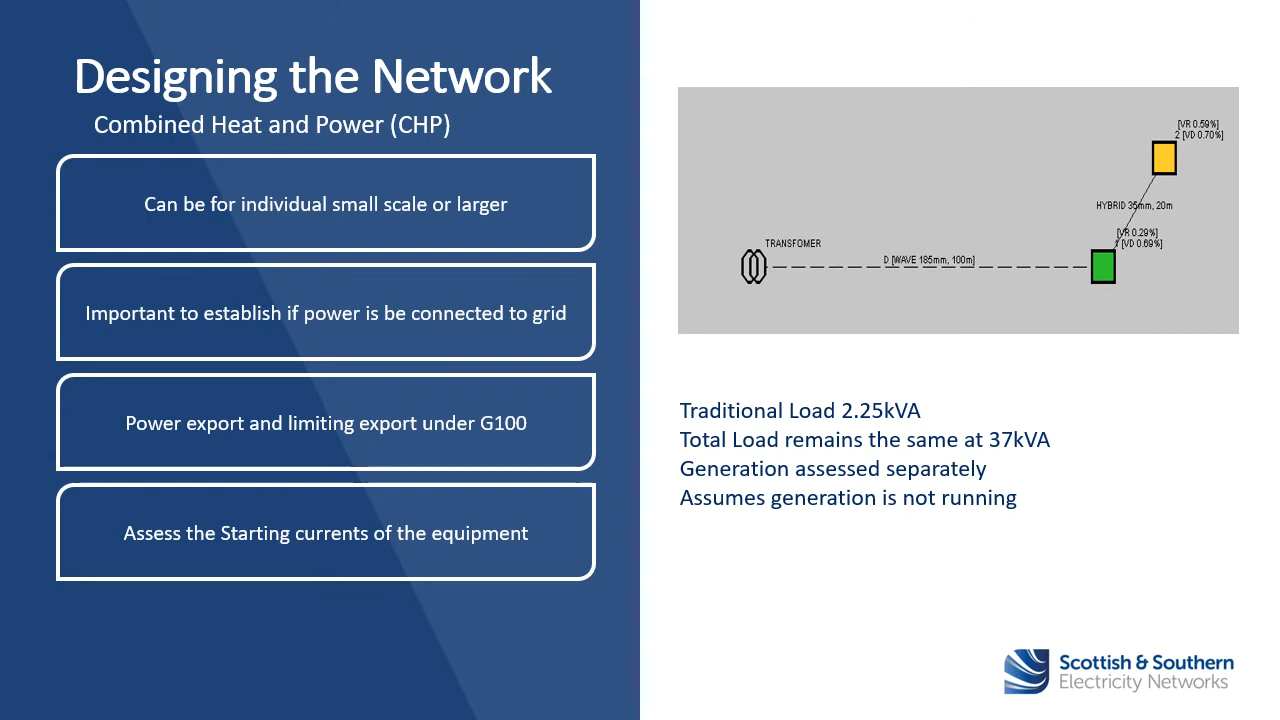 Designing the Network
Combined Heat and Power (CHP)
Can be for individual small scale or larger
Important to establish if power is be connected to grid
Power export and limiting export under G100
Assess the Starting currents of the equipment
[VR 0.59%]
2 [VD 0.70%]
HYBRID 35mm, 20m
[VR 0.29%]
1 [VD 0.69%]
TRANSFOMER
D [WAVE 185mm, 100m]
Traditional Load 2.25kVA
Total Load remains the same at 37kVA
Generation assessed separately
Assumes generation is not running
Scottish & Southern
Electricity Networks